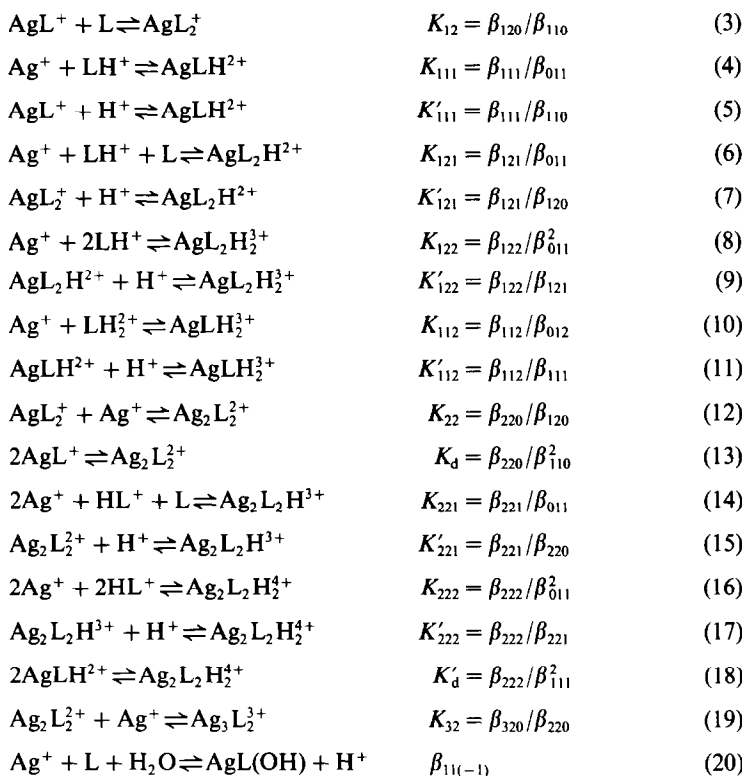 AgL⁺ + L⇌AgL₂⁺ K₁₂ = β₁₂₀/β₁₁₀ (3)
Ag⁺ + LH⁺⇌AgLH²⁺ K₁₁₁ = β₁₁₁/β₀₁₁ (4)
AgL⁺ + H⁺⇌AgLH²⁺ K′₁₁₁ = β₁₁₁/β₁₁₀ (5)
Ag⁺ + LH⁺ + L⇌AgL₂H²⁺ K₁₂₁ = β₁₂₁/β₀₁₁ (6)
AgL₂⁺ + H⁺⇌AgL₂H²⁺ K′₁₂₁ = β₁₂₁/β₁₂₀ (7)
Ag⁺ + 2LH⁺⇌AgL₂H₂³⁺ K₁₂₂ = β₁₂₂/β₀₁₁² (8)
AgL₂H²⁺ + H⁺⇌AgL₂H₂³⁺ K′₁₂₂ = β₁₂₂/β₁₂₁ (9)
Ag⁺ + LH₂²⁺⇌AgLH₂³⁺ K₁₁₂ = β₁₁₂/β₀₁₂ (10)
AgLH²⁺ + H⁺⇌AgLH₂³⁺ K′₁₁₂ = β₁₁₂/β₁₁₁ (11)
AgL₂⁺ + Ag⁺⇌Ag₂L₂²⁺ K₂₂ = β₂₂₀/β₁₂₀ (12)
2AgL⁺⇌Ag₂L₂²⁺ K_d = β₂₂₀/β₁₁₀² (13)
2Ag⁺ + HL⁺ + L⇌Ag₂L₂H³⁺ K₂₂₁ = β₂₂₁/β₀₁₁ (14)
Ag₂L₂²⁺ + H⁺⇌Ag₂L₂H³⁺ K′₂₂₁ = β₂₂₁/β₂₂₀ (15)
2Ag⁺ + 2HL⁺⇌Ag₂L₂H₂⁴⁺ K₂₂₂ = β₂₂₂/β₀₁₁² (16)
Ag₂L₂H³⁺ + H⁺⇌Ag₂L₂H₂⁴⁺ K′₂₂₂ = β₂₂₂/β₂₂₁ (17)
2AgLH²⁺⇌Ag₂L₂H₂⁴⁺ K′_d = β₂₂₂/β₁₁₁² (18)
Ag₂L₂²⁺ + Ag⁺⇌Ag₃L₂³⁺ K₃₂ = β₃₂₀/β₂₂₀ (19)
Ag⁺ + L + H₂O⇌AgL(OH) + H⁺ β₁₁₍₋₁₎ (20)